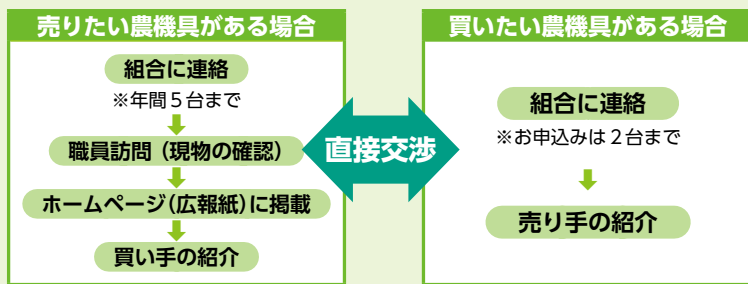 売りたい農機具がある場合
組合に連絡
※年間５台まで
職員訪問（現物の確認）
ホームページ（広報紙）に掲載
買い手の紹介
直接交渉
買いたい農機具がある場合
組合に連絡
※お申込みは２台まで
売り手の紹介